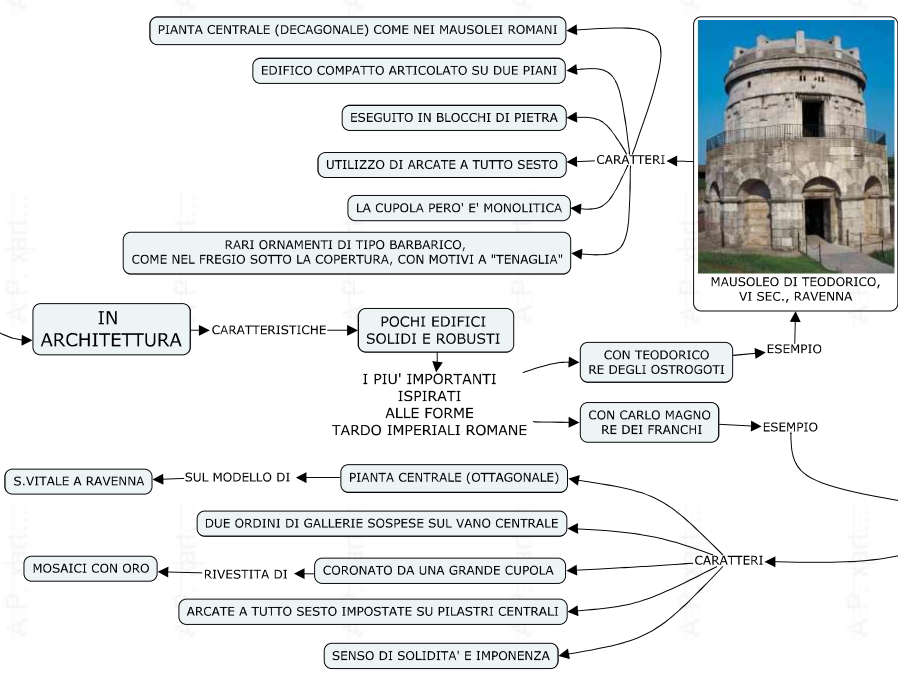 PIANTA CENTRALE (DECAGONALE) COME NEI MAUSOLEI ROMANI
EDIFICO COMPATTO ARTICOLATO SU DUE PIANI
ESEGUITO IN BLOCCHI DI PIETRA
UTILIZZO DI ARCATE A TUTTO SESTO
CARATTERI
LA CUPOLA PERO' E' MONOLITICA
RARI ORNAMENTI DI TIPO BARBARICO,
COME NEL FREGIO SOTTO LA COPERTURA, CON MOTIVI A "TENAGLIA"
MAUSOLEO DI TEODORICO,
VI SEC., RAVENNA
IN
ARCHITETTURA
CARATTERISTICHE
POCHI EDIFICI
SOLIDI E ROBUSTI
I PIU' IMPORTANTI
ISPIRATI
ALLE FORME
TARDO IMPERIALI ROMANE
CON TEODORICO
RE DEGLI OSTROGOTI
ESEMPIO
CON CARLO MAGNO
RE DEI FRANCHI
ESEMPIO
S.VITALE A RAVENNA
SUL MODELLO DI
PIANTA CENTRALE (OTTAGONALE)
DUE ORDINI DI GALLERIE SOSPESE SUL VANO CENTRALE
MOSAICI CON ORO
RIVESTITA DI
CORONATO DA UNA GRANDE CUPOLA
CARATTERI
ARCATE A TUTTO SESTO IMPOSTATE SU PILASTRI CENTRALI
SENSO DI SOLIDITA' E IMPONENZA